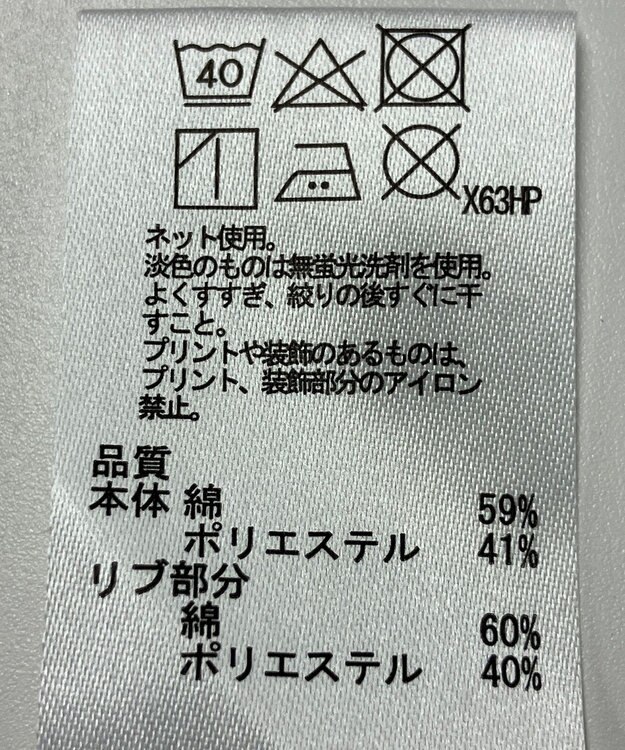 40
X63HP
ネット使用。
淡色のものは無蛍光洗剤を使用。
よくすすぎ、絞りの後すぐに干
すこと。
プリントや装飾のあるものは、
プリント、装飾部分のアイロン
禁止。
品質
本体 綿 59%
ポリエステル 41%
リブ部分
綿 60%
ポリエステル 40%